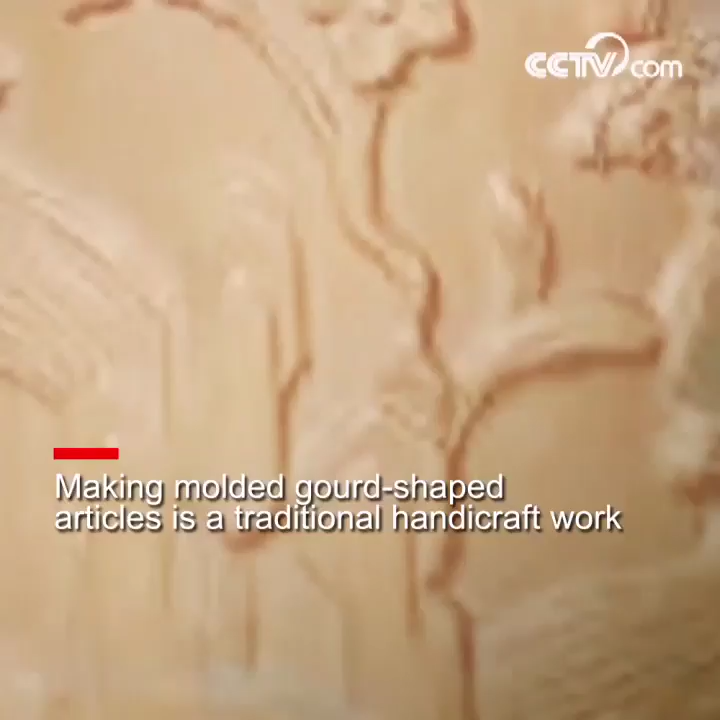 CCTV.com
Making molded gourd-shaped
articles is a traditional handicraft work